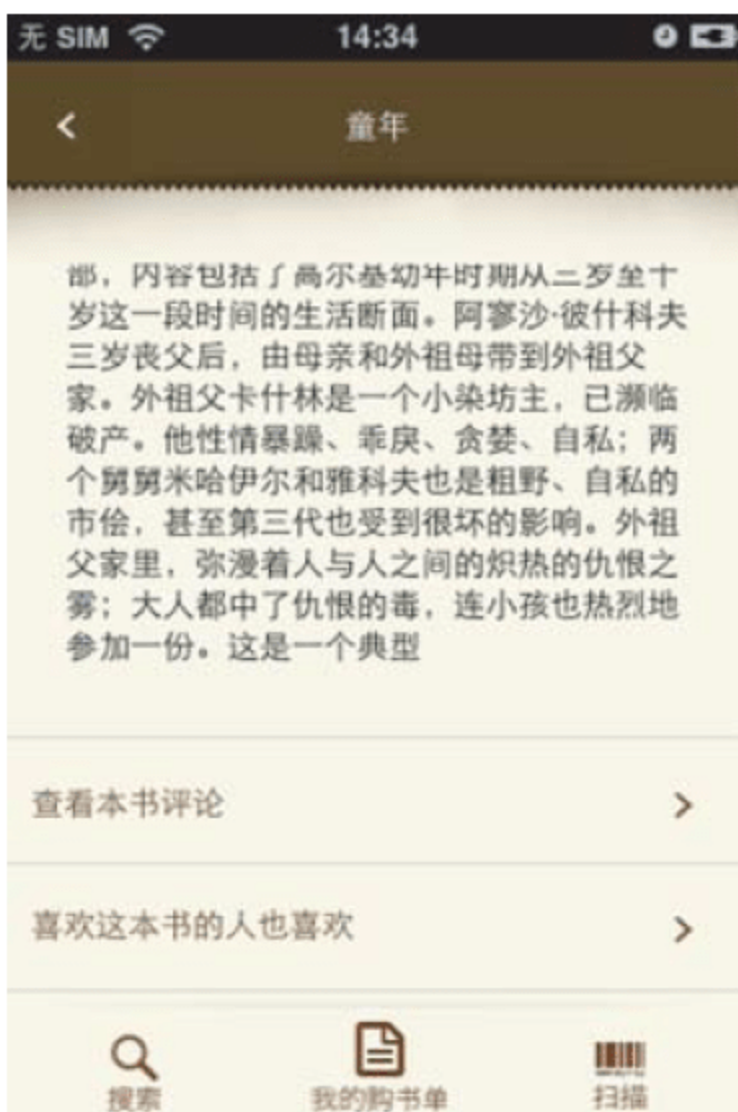 无 SIM 14:34
童年
部，内容包括了高尔基幼年时期从三岁至十
岁这一段时间的生活断面。阿寥沙·彼什科夫
三岁丧父后，由母亲和外祖母带到外祖父
家。外祖父卡什林是一个小染坊主，已濒临
破产。他性情暴躁、乖戾、贪婪、自私；两
个舅舅米哈伊尔和雅科夫也是粗野、自私的
市侩，甚至第三代也受到很坏的影响。外祖
父家里，弥漫着人与人之间的炽热的仇恨之
雾；大人都中了仇恨的毒，连小孩也热烈地
参加一份。这是一个典型
查看本书评论
喜欢这本书的人也喜欢
搜索 我的购书单 扫描